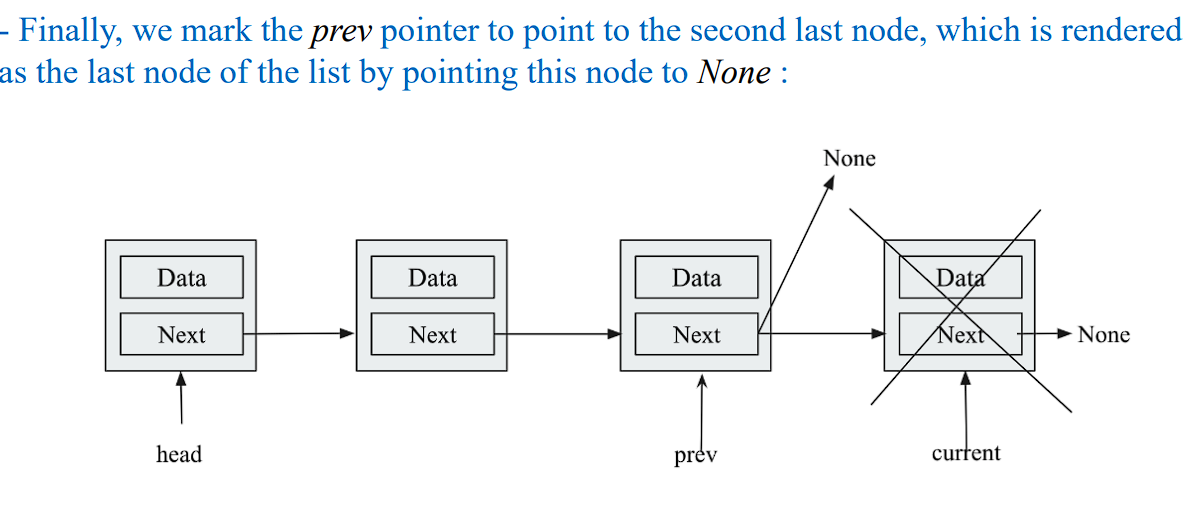 - Finally, we mark the prev pointer to point to the second last node, which is rendered
as the last node of the list by pointing this node to None :
None
Data Data Data Data
Next Next Next Next None
head prev current